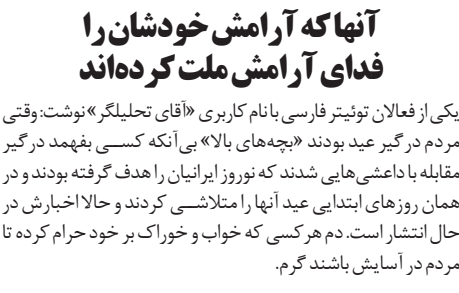 آنها که آرامش خودشان را
فدای آرامش ملت کرده‌اند
یکی از فعالان توئیتر فارسی با نام کاربری «آقای تحلیلگر» نوشت: وقتی
مردم درگیر عید بودند «بچه‌های بالا» بی‌آنکه کسی بفهمد درگیر
مقابله با داعشی‌هایی شدند که نوروز ایرانیان را هدف گرفته بودند و در
همان روزهای ابتدایی عید آنها را متلاشی کردند و حالا اخبارش در
حال انتشار است. دم هر کسی که خواب و خوراک بر خود حرام کرده تا
مردم در آسایش باشند گرم.